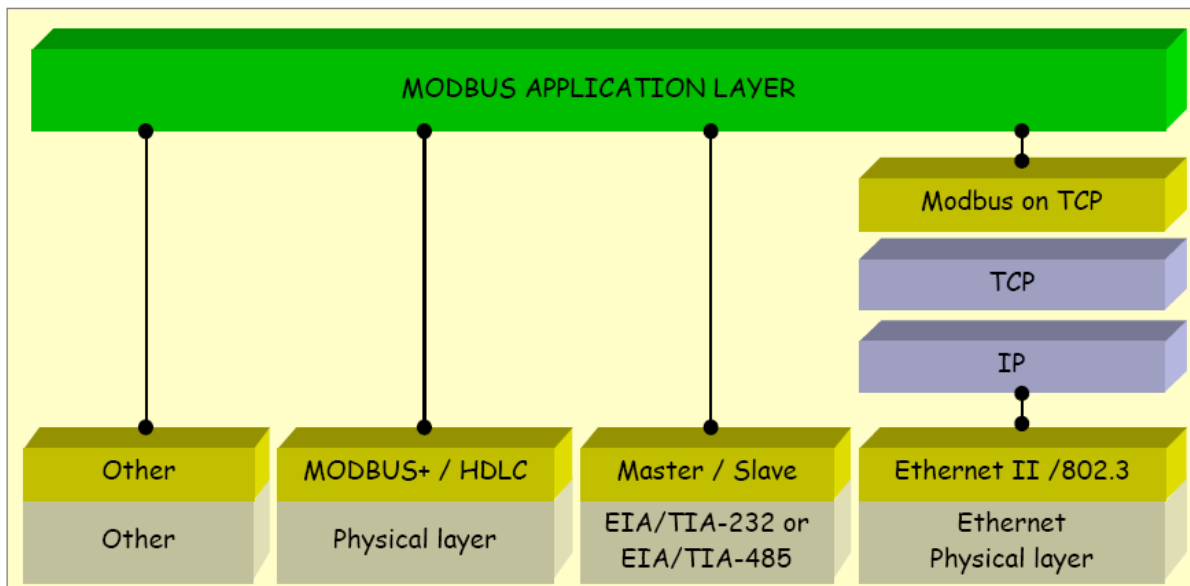 MODBUS APPLICATION LAYER
Modbus on TCP
TCP
IP
Other
MODBUS+ / HDLC
Master / Slave
Ethernet II /802.3
Other
Physical layer
EIA/TIA-232 or
EIA/TIA-485
Ethernet
Physical layer